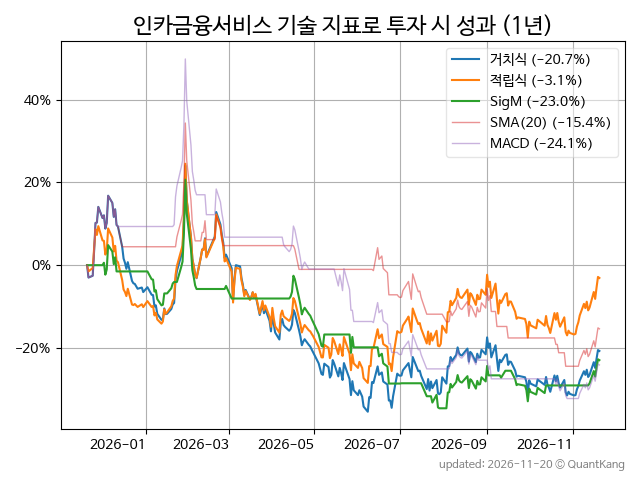 인카금융서비스 기술 지표로 투자 시 성과 (1년)
거치식 (−20.7%)
적립식 (−3.1%)
SigM (−23.0%)
SMA(20) (−15.4%)
MACD (−24.1%)
40%
20%
0%
−20%
2026-01 2026-03 2026-05 2026-07 2026-09 2026-11
updated: 2026-11-20 © QuantKang